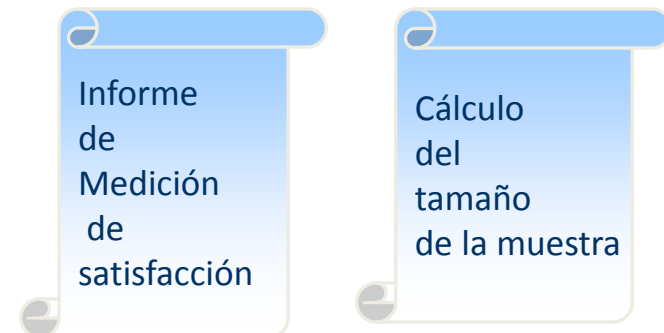 Informe
de
Medición
de
satisfacción
Cálculo
del
tamaño
de la muestra